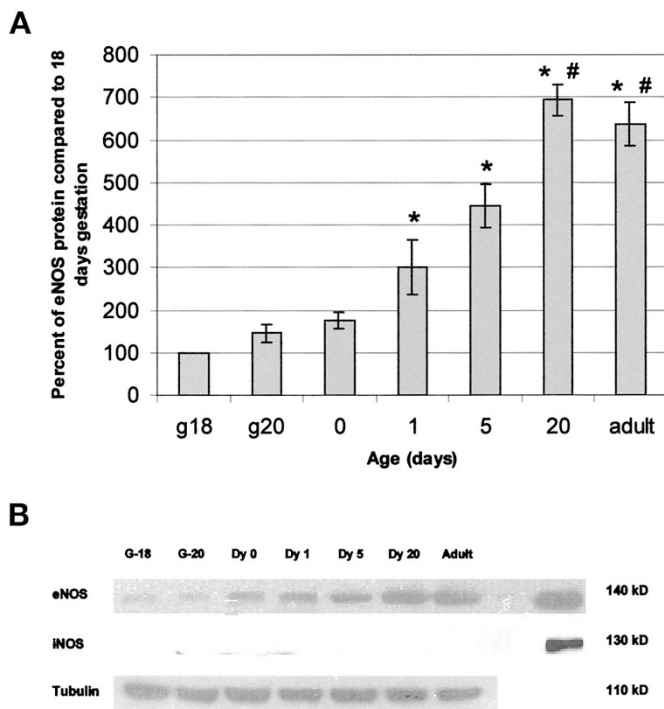 A
Percent of eNOS protein compared to 18
days gestation
800
700
600
500
400
300
200
100
0
* # * #
*
*
g18 g20 0 1 5 20 adult
Age (days)
B
G-18 G-20 Dy 0 Dy 1 Dy 5 Dy 20 Adult
eNOS 140 kD
iNOS 130 kD
Tubulin 110 kD